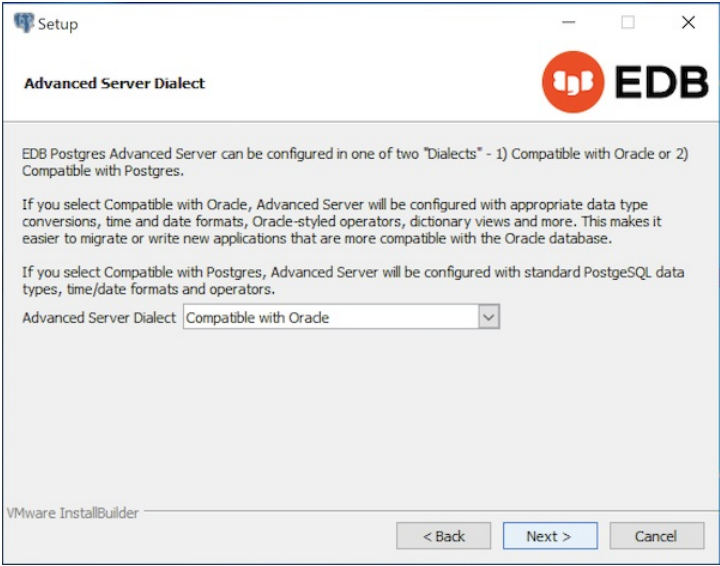 Setup
Advanced Server Dialect
EDB
EDB Postgres Advanced Server can be configured in one of two "Dialects" - 1) Compatible with Oracle or 2)
Compatible with Postgres.
If you select Compatible with Oracle, Advanced Server will be configured with appropriate data type
conversions, time and date formats, Oracle-styled operators, dictionary views and more. This makes it
easier to migrate or write new applications that are more compatible with the Oracle database.
If you select Compatible with Postgres, Advanced Server will be configured with standard PostgeSQL data
types, time/date formats and operators.
Advanced Server Dialect Compatible with Oracle
VMware InstallBuilder
< Back Next > Cancel